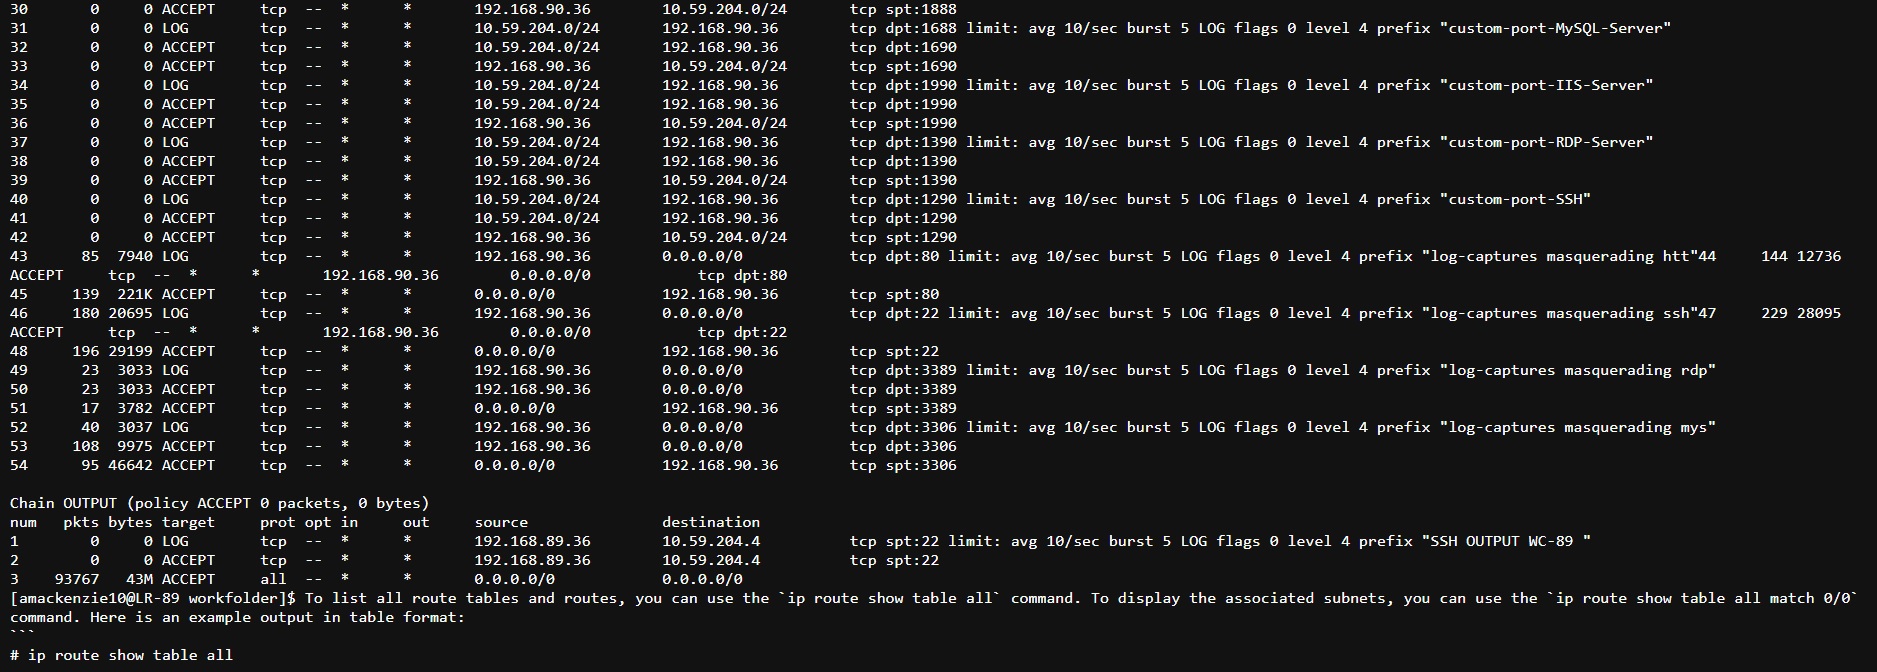 30       0     0 ACCEPT     tcp  --  *      *       192.168.90.36        10.59.204.0/24       tcp spt:1888
31       0     0 LOG        tcp  --  *      *       10.59.204.0/24       192.168.90.36        tcp dpt:1688 limit: avg 10/sec burst 5 LOG flags 0 level 4 prefix "custom-port-MySQL-Server"
32       0     0 ACCEPT     tcp  --  *      *       10.59.204.0/24       192.168.90.36        tcp dpt:1690
33       0     0 ACCEPT     tcp  --  *      *       192.168.90.36        10.59.204.0/24       tcp spt:1690
34       0     0 LOG        tcp  --  *      *       10.59.204.0/24       192.168.90.36        tcp dpt:1990 limit: avg 10/sec burst 5 LOG flags 0 level 4 prefix "custom-port-IIS-Server"
35       0     0 ACCEPT     tcp  --  *      *       10.59.204.0/24       192.168.90.36        tcp dpt:1990
36       0     0 ACCEPT     tcp  --  *      *       192.168.90.36        10.59.204.0/24       tcp spt:1990
37       0     0 LOG        tcp  --  *      *       10.59.204.0/24       192.168.90.36        tcp dpt:1390 limit: avg 10/sec burst 5 LOG flags 0 level 4 prefix "custom-port-RDP-Server"
38       0     0 ACCEPT     tcp  --  *      *       10.59.204.0/24       192.168.90.36        tcp dpt:1390
39       0     0 ACCEPT     tcp  --  *      *       192.168.90.36        10.59.204.0/24       tcp spt:1390
40       0     0 LOG        tcp  --  *      *       10.59.204.0/24       192.168.90.36        tcp dpt:1290 limit: avg 10/sec burst 5 LOG flags 0 level 4 prefix "custom-port-SSH"
41       0     0 ACCEPT     tcp  --  *      *       10.59.204.0/24       192.168.90.36        tcp dpt:1290
42       0     0 ACCEPT     tcp  --  *      *       192.168.90.36        10.59.204.0/24       tcp spt:1290
43      85  7940 LOG        tcp  --  *      *       192.168.90.36        0.0.0.0/0            tcp dpt:80 limit: avg 10/sec burst 5 LOG flags 0 level 4 prefix "log-captures masquerading htt"44     144 12736
ACCEPT     tcp  --  *      *       192.168.90.36        0.0.0.0/0            tcp dpt:80
45     139  221K ACCEPT     tcp  --  *      *       0.0.0.0/0            192.168.90.36        tcp spt:80
46     180 20695 LOG        tcp  --  *      *       192.168.90.36        0.0.0.0/0            tcp dpt:22 limit: avg 10/sec burst 5 LOG flags 0 level 4 prefix "log-captures masquerading ssh"47     229 28095
ACCEPT     tcp  --  *      *       192.168.90.36        0.0.0.0/0            tcp dpt:22
48     196 29199 ACCEPT     tcp  --  *      *       0.0.0.0/0            192.168.90.36        tcp spt:22
49      23  3033 LOG        tcp  --  *      *       192.168.90.36        0.0.0.0/0            tcp dpt:3389 limit: avg 10/sec burst 5 LOG flags 0 level 4 prefix "log-captures masquerading rdp"
50      23  3033 ACCEPT     tcp  --  *      *       192.168.90.36        0.0.0.0/0            tcp dpt:3389
51      17  3782 ACCEPT     tcp  --  *      *       0.0.0.0/0            192.168.90.36        tcp spt:3389
52      40  3037 LOG        tcp  --  *      *       192.168.90.36        0.0.0.0/0            tcp dpt:3306 limit: avg 10/sec burst 5 LOG flags 0 level 4 prefix "log-captures masquerading mys"
53     108  9975 ACCEPT     tcp  --  *      *       192.168.90.36        0.0.0.0/0            tcp dpt:3306
54      95 46642 ACCEPT     tcp  --  *      *       0.0.0.0/0            192.168.90.36        tcp spt:3306
Chain OUTPUT (policy ACCEPT 0 packets, 0 bytes)
num   pkts bytes target     prot opt in     out     source               destination
1        0     0 LOG        tcp  --  *      *       192.168.89.36        10.59.204.4          tcp spt:22 limit: avg 10/sec burst 5 LOG flags 0 level 4 prefix "SSH OUTPUT WC-89 "
2        0     0 ACCEPT     tcp  --  *      *       192.168.89.36        10.59.204.4          tcp spt:22
3    93767   43M ACCEPT     all  --  *      *       0.0.0.0/0            0.0.0.0/0
[amackenzie10@LR-89 workfolder]$ To list all route tables and routes, you can use the `ip route show table all` command. To display the associated subnets, you can use the `ip route show table all match 0/0`
command. Here is an example output in table format:
```
# ip route show table all